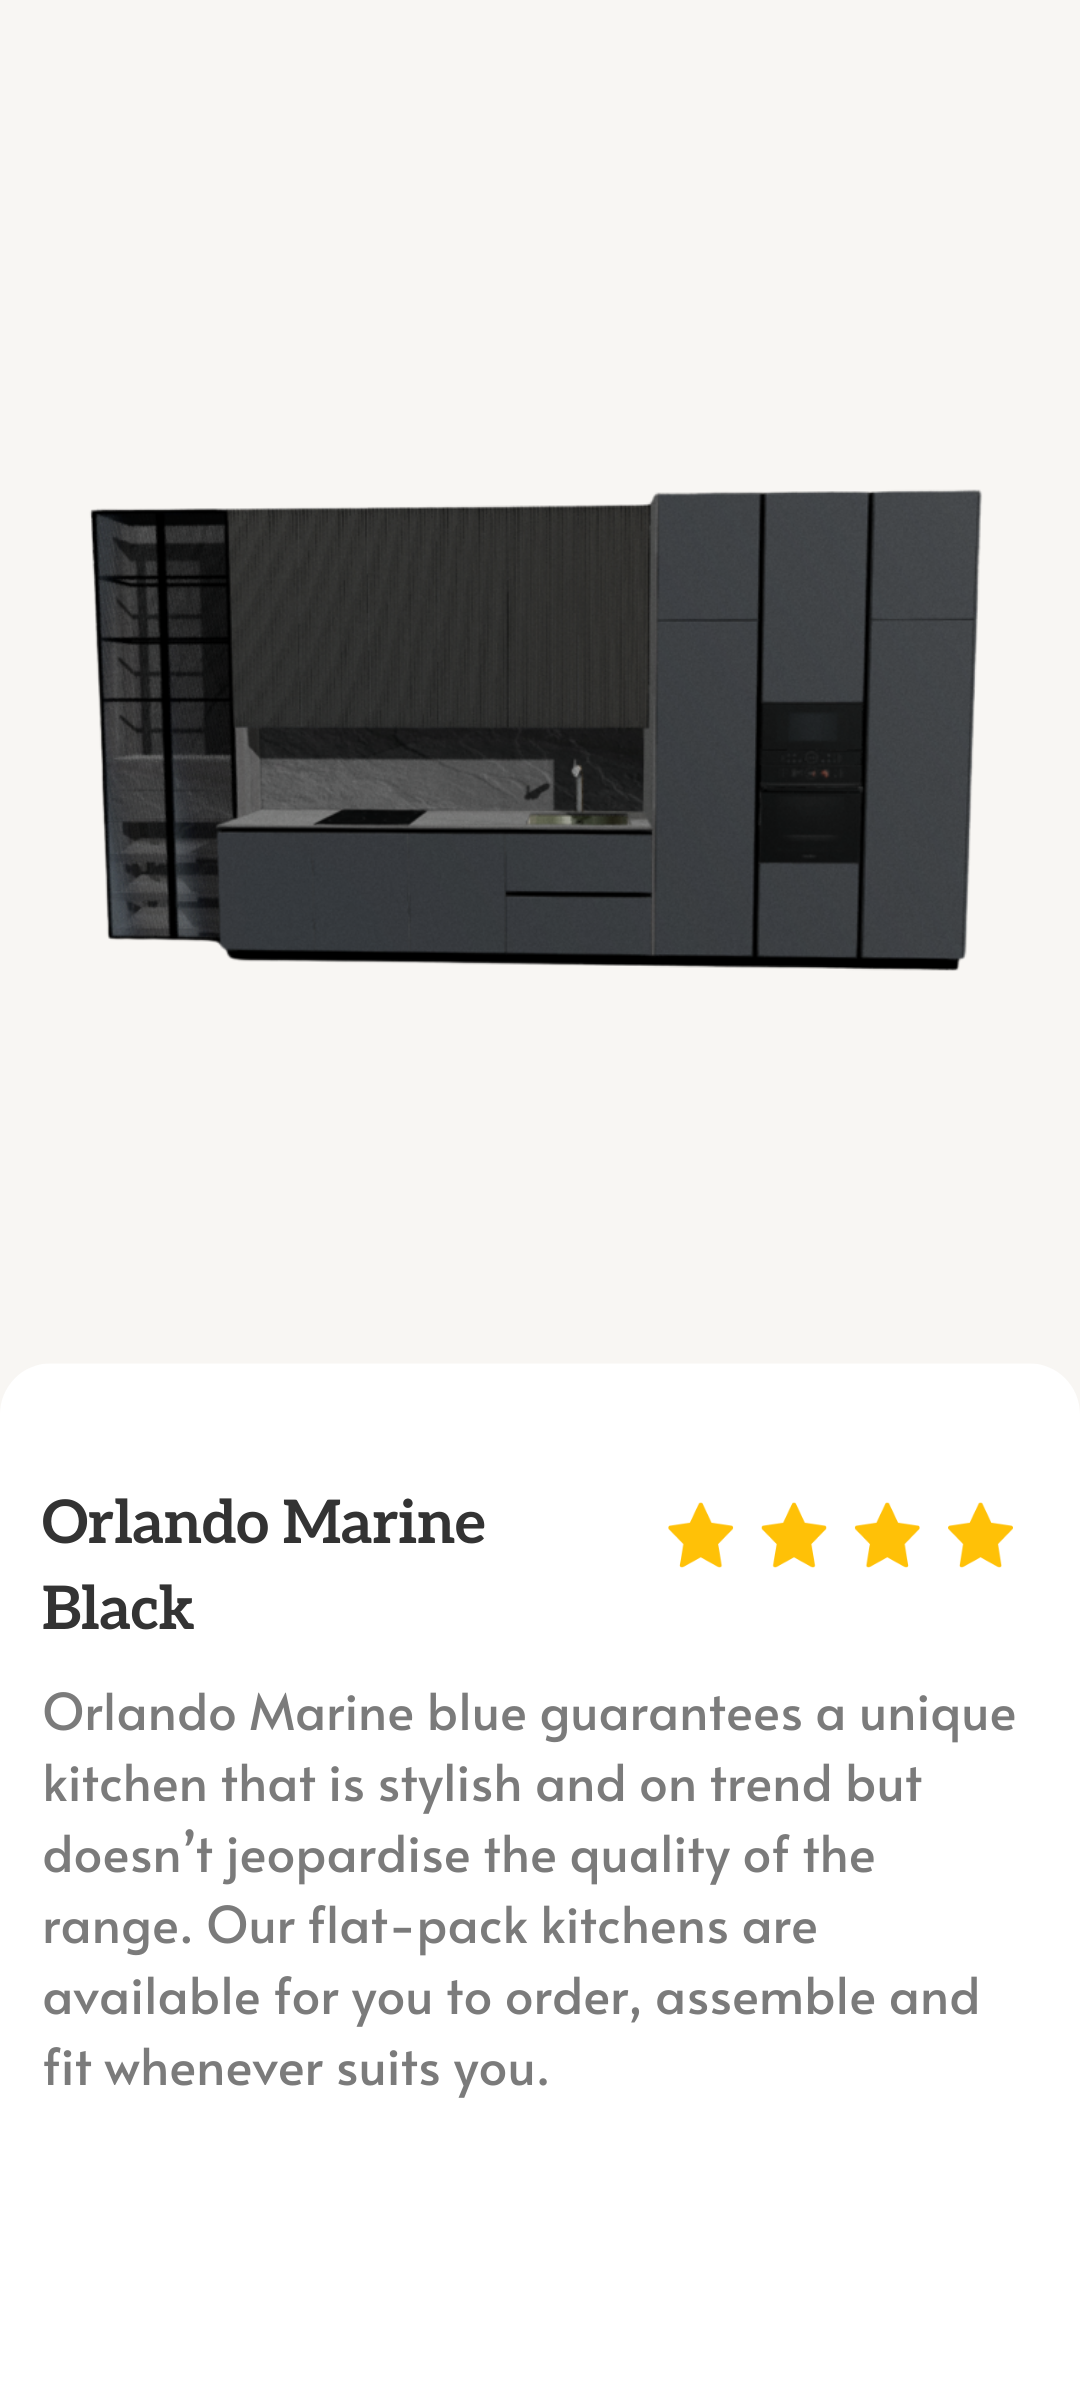 Orlando Marine
Black
Orlando Marine blue guarantees a unique
kitchen that is stylish and on trend but
doesn’t jeopardise the quality of the
range. Our flat-pack kitchens are
available for you to order, assemble and
fit whenever suits you.